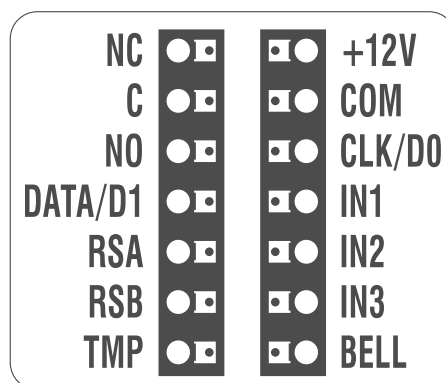 NC +12V
C COM
NO CLK/D0
DATA/D1 IN1
RSA IN2
RSB IN3
TMP BELL